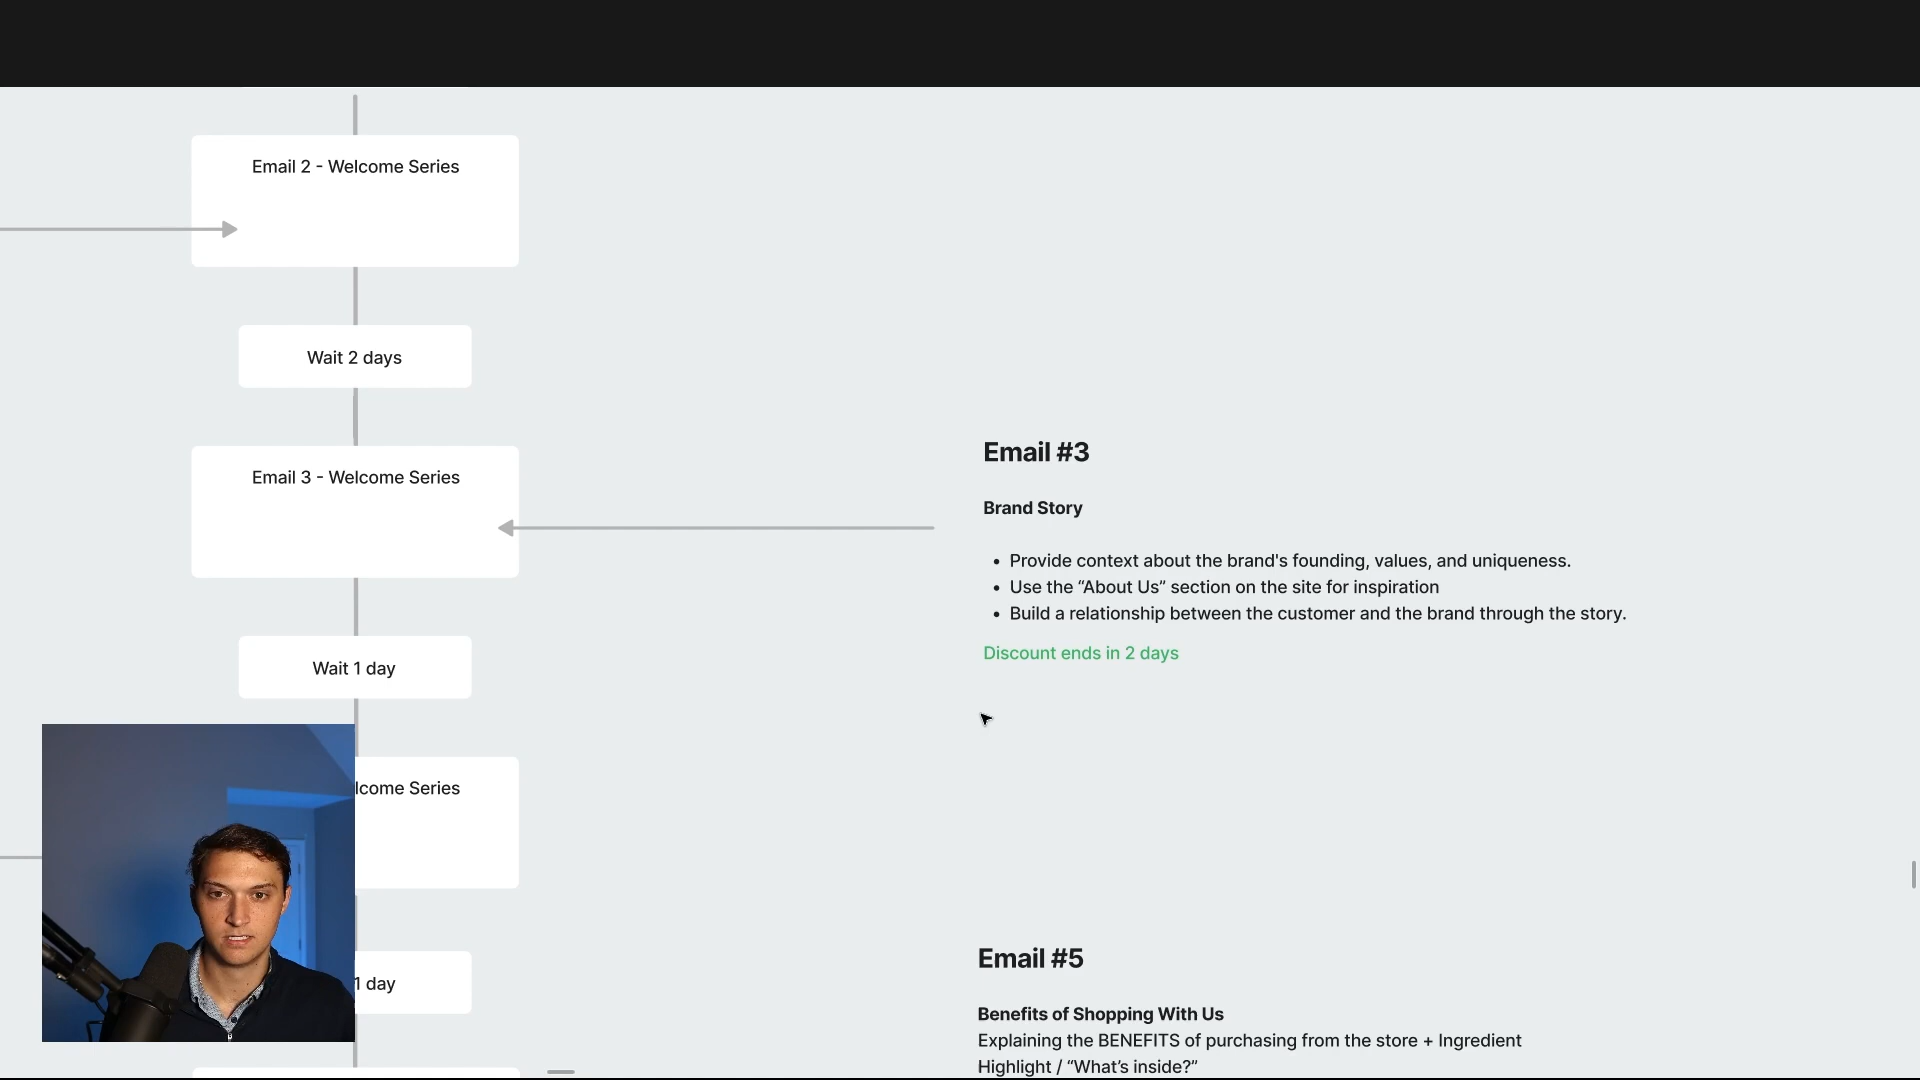 Email 2 - Welcome Series
Wait 2 days
Email 3 - Welcome Series
Wait 1 day
lcome Series
1 day
Email #3
Brand Story
• Provide context about the brand's founding, values, and uniqueness.
• Use the “About Us” section on the site for inspiration
• Build a relationship between the customer and the brand through the story.
Discount ends in 2 days
Email #5
Benefits of Shopping With Us
Explaining the BENEFITS of purchasing from the store + Ingredient
Highlight / “What’s inside?”